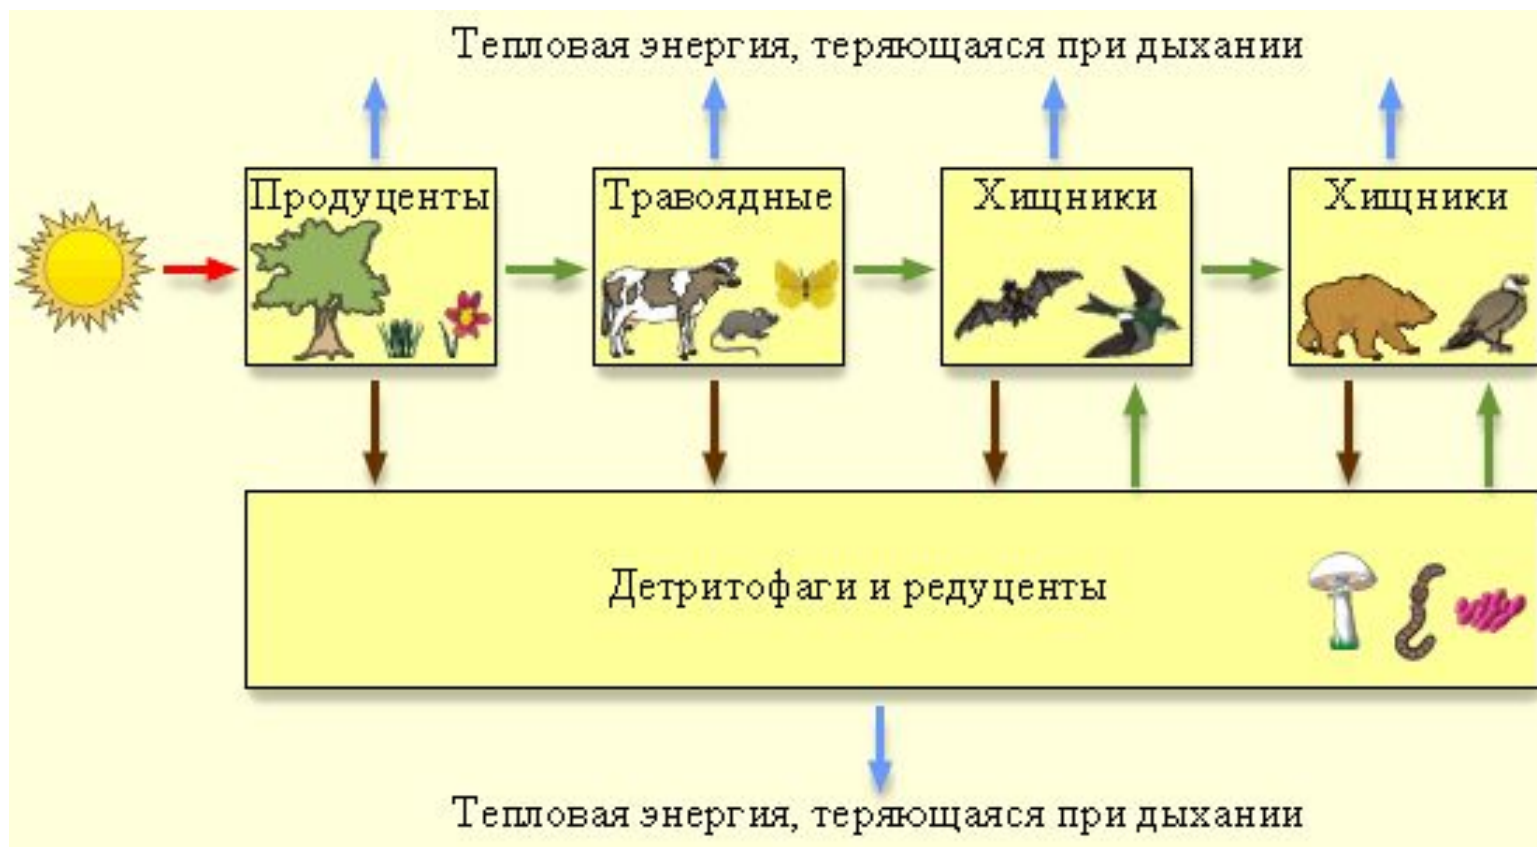 Тепловая энергия, теряющаяся при дыхании
Продуценты
Травоядные
Хищники
Хищники
Детритофаги и редуценты
Тепловая энергия, теряющаяся при дыхании